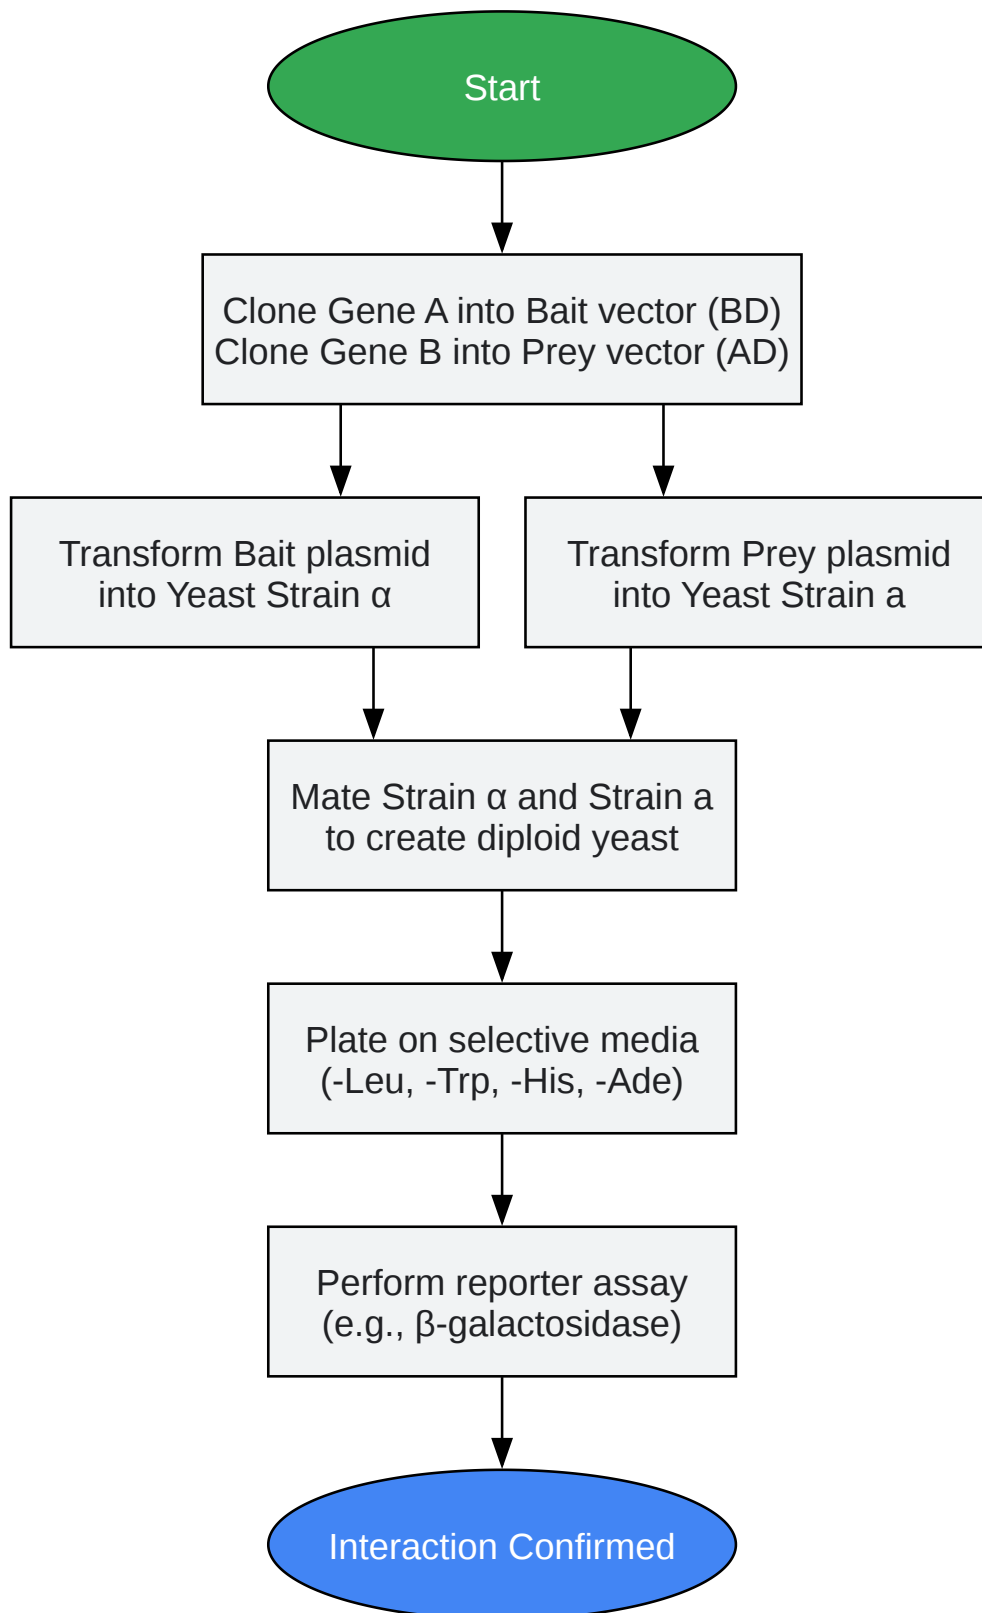 Start
Clone Gene A into Bait vector (BD)
Clone Gene B into Prey vector (AD)
Transform Bait plasmid
into Yeast Strain α
Transform Prey plasmid
into Yeast Strain a
Mate Strain α and Strain a
to create diploid yeast
Plate on selective media
(-Leu, -Trp, -His, -Ade)
Perform reporter assay
(e.g., β-galactosidase)
Interaction Confirmed